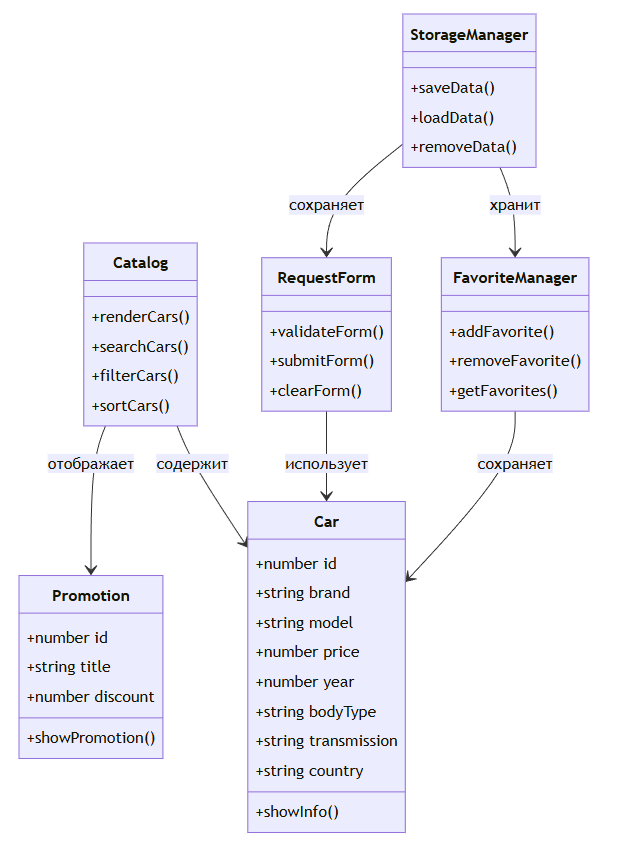 StorageManager
+saveData()
+loadData()
+removeData()
сохраняет
хранит
Catalog
+renderCars()
+searchCars()
+filterCars()
+sortCars()
RequestForm
+validateForm()
+submitForm()
+clearForm()
FavoriteManager
+addFavorite()
+removeFavorite()
+getFavorites()
отображает
содержит
использует
сохраняет
Promotion
+number id
+string title
+number discount
+showPromotion()
Car
+number id
+string brand
+string model
+number price
+number year
+string bodyType
+string transmission
+string country
+showInfo()